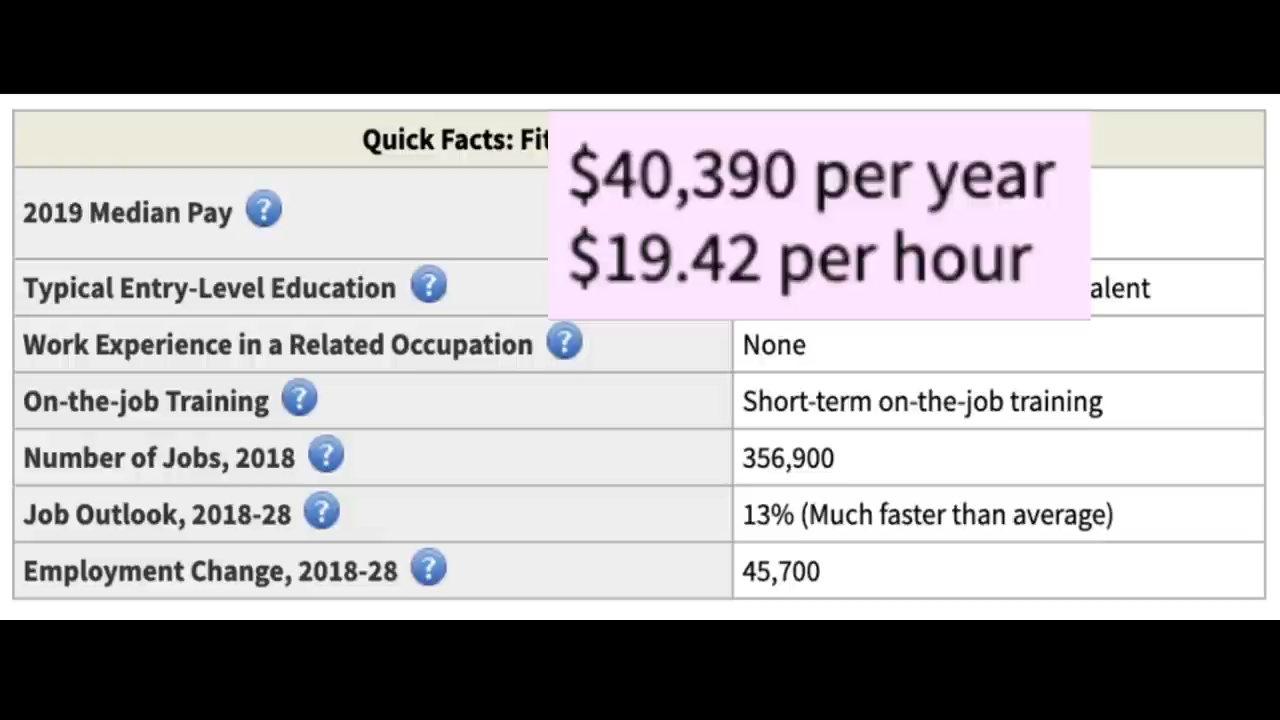 Quick Facts: Fit
2019 Median Pay ?
$40,390 per year
$19.42 per hour
Typical Entry-Level Education ? alent
Work Experience in a Related Occupation ? None
On-the-job Training ? Short-term on-the-job training
Number of Jobs, 2018 ? 356,900
Job Outlook, 2018-28 ? 13% (Much faster than average)
Employment Change, 2018-28 ? 45,700